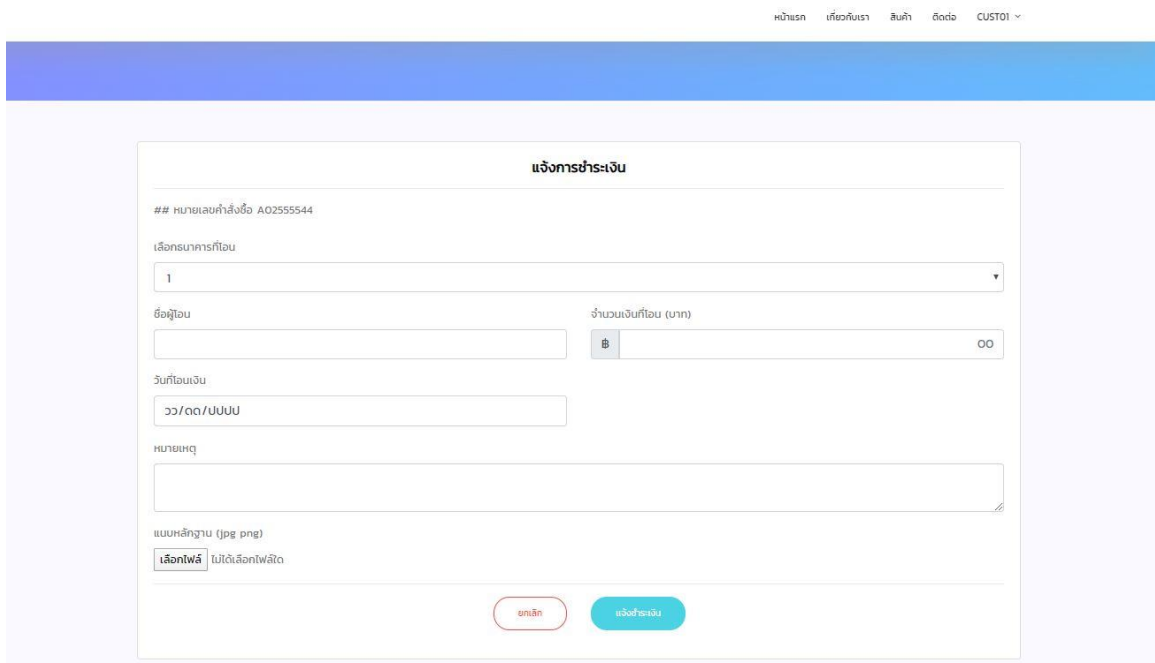 หน้าแรก เกี่ยวกับเรา สินค้า ติดต่อ CUST01
แจ้งการชำระเงิน
## หมายเลขคำสั่งซื้อ A02555544
เลือกธนาคารที่โอน
1
ชื่อผู้โอน จำนวนเงินที่โอน (บาท)
฿ 00
วันที่โอนเงิน
วว/ดด/ปปปป
หมายเหตุ
แนบหลักฐาน (jpg png)
เลือกไฟล์ ไม่ได้เลือกไฟล์ใด
ยกเลิก แจ้งชำระเงิน